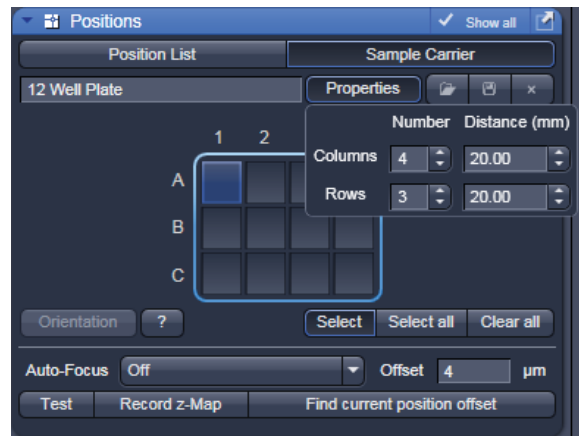 Positions Show all
Position List Sample Carrier
12 Well Plate Properties ×
Number Distance (mm)
1 2
Columns 4 20.00
A
Rows 3 20.00
B
C
Orientation ? Select Select all Clear all
Auto-Focus Off Offset 4 µm
Test Record z-Map Find current position offset